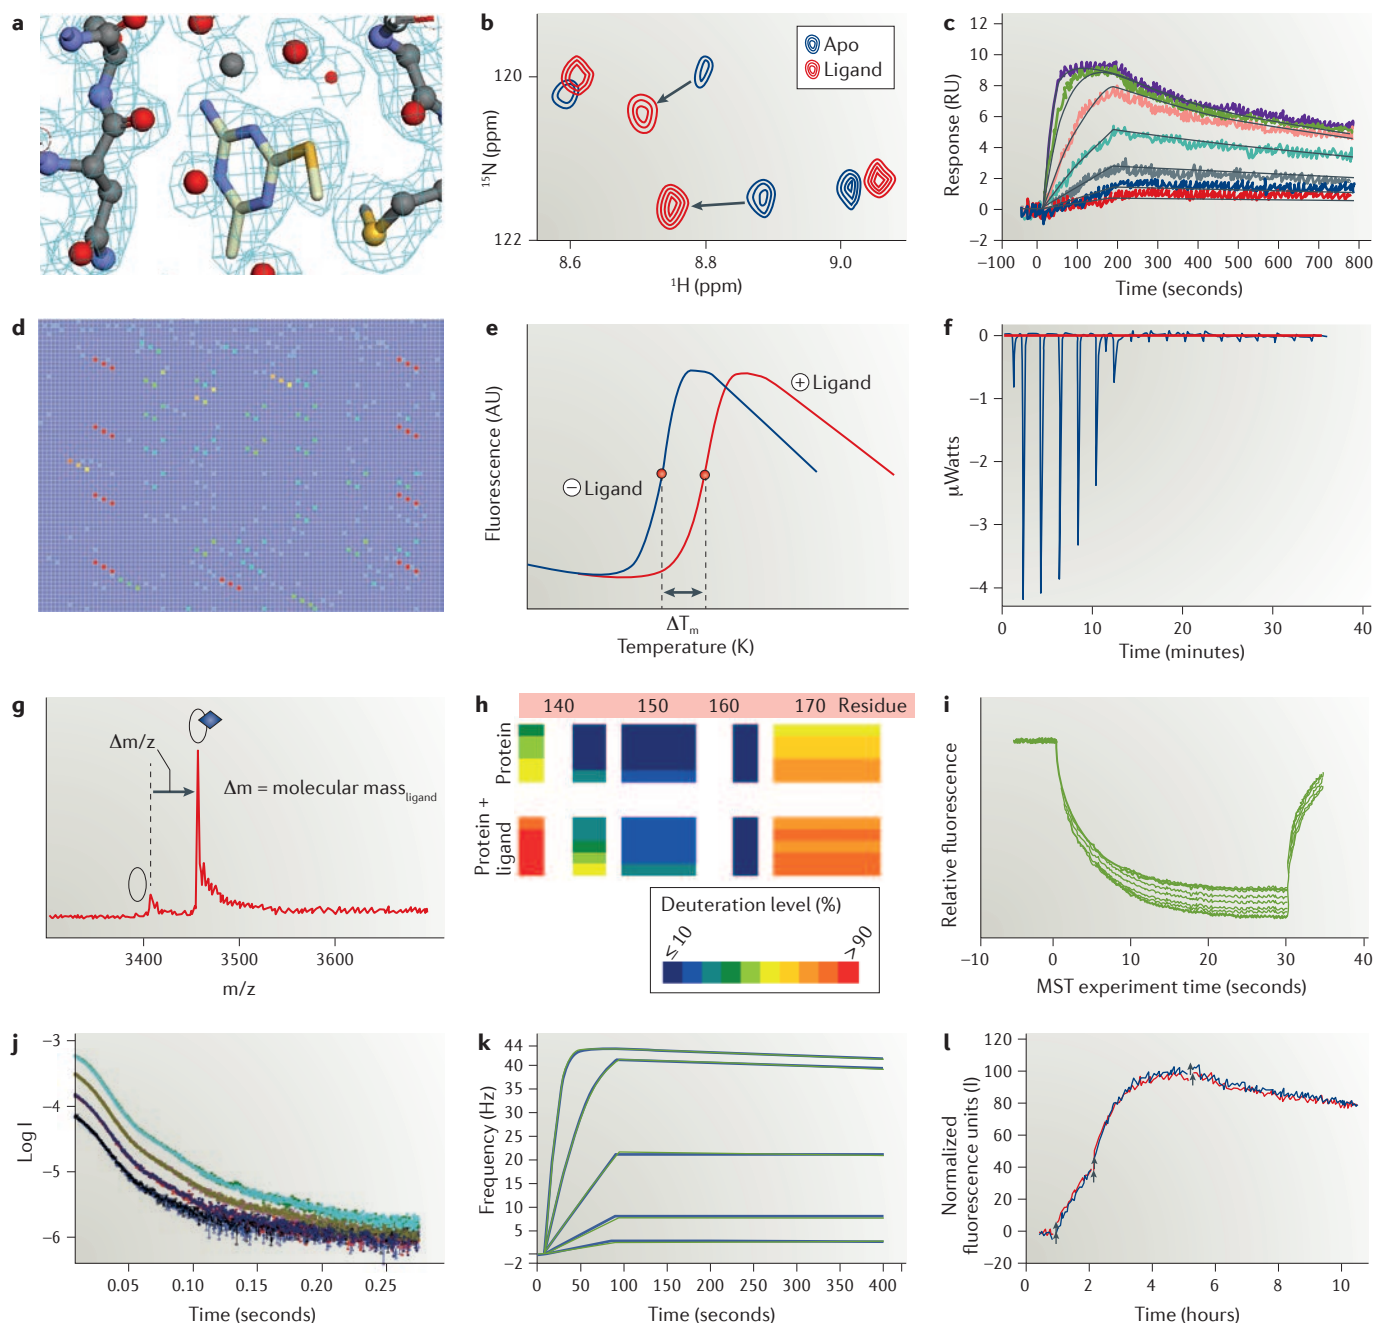 a
b
Apo
Ligand
120
122
¹⁵N (ppm)
8.6 8.8 9.0
¹H (ppm)
c
12
10
8
6
4
2
0
−2
Response (RU)
−100 0 100 200 300 400 500 600 700 800
Time (seconds)
d
e
Fluorescence (AU)
+ Ligand
− Ligand
ΔTₘ
Temperature (K)
f
0
−1
−2
−3
−4
μWatts
0 10 20 30 40
Time (minutes)
g
Δm/z
Δm = molecular mass ligand
3400 3500 3600
m/z
h
140 150 160 170 Residue
Protein
Protein +
ligand
Deuteration level (%)
≤ 10
> 90
i
Relative fluorescence
−10 0 10 20 30 40
MST experiment time (seconds)
j
−3
−4
−5
−6
Log I
0.05 0.10 0.15 0.20 0.25
Time (seconds)
k
44
40
35
30
25
20
15
10
5
−2
Frequency (Hz)
0 50 100 150 200 250 300 350 400
Time (seconds)
l
120
100
80
60
40
20
0
−20
Normalized
fluorescence units (I)
0 2 4 6 8 10
Time (hours)